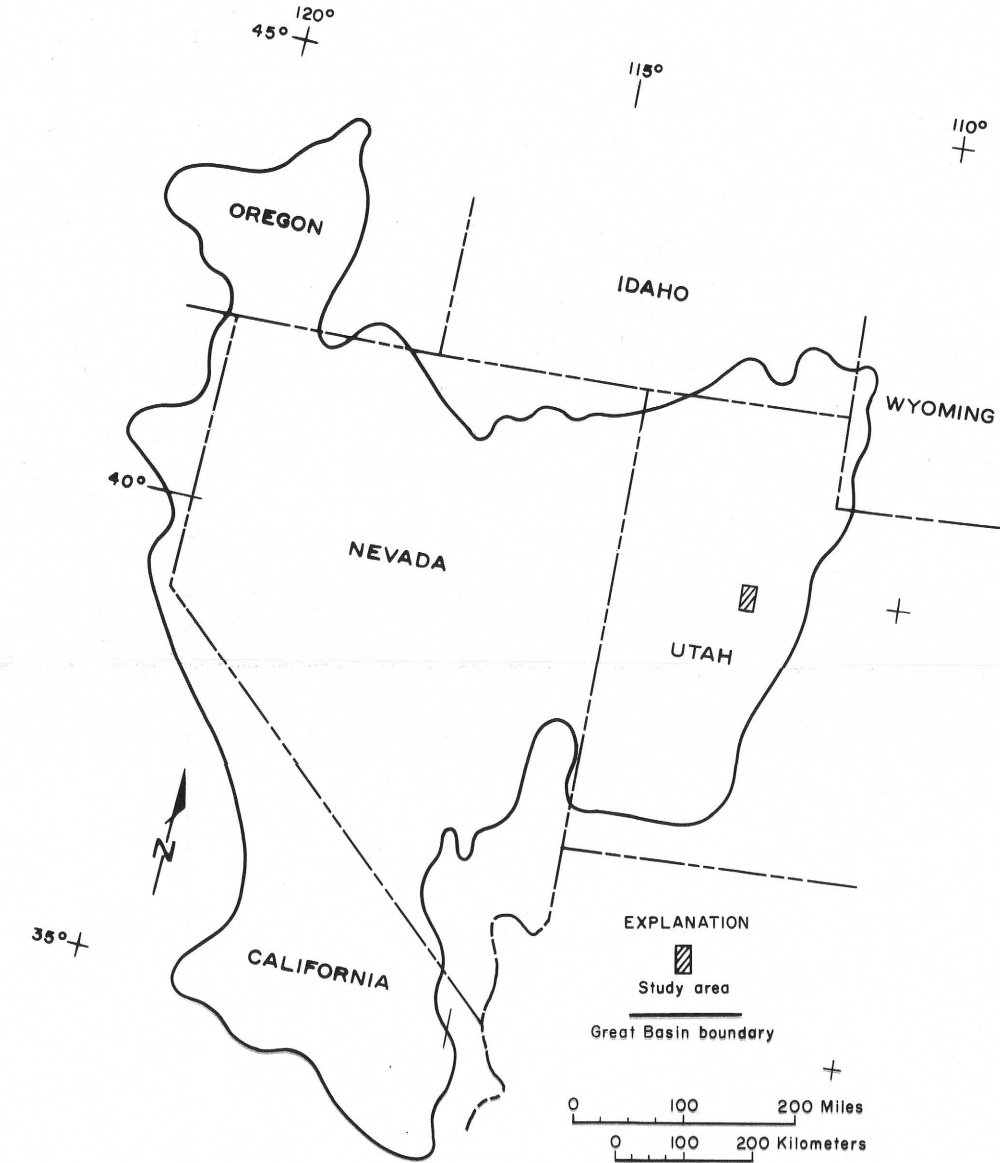 120°
45°
115°
110°
OREGON
IDAHO
WYOMING
40°
NEVADA
UTAH
N
35°
CALIFORNIA
EXPLANATION
Study area
Great Basin boundary
0 100 200 Miles
0 100 200 Kilometers